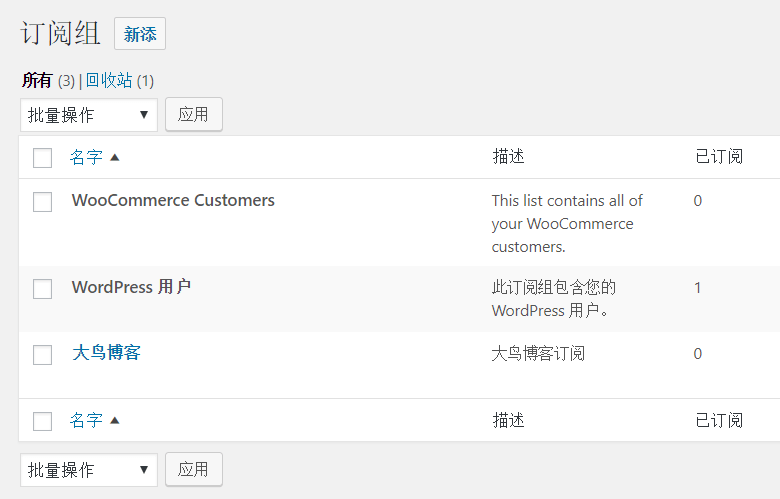 订阅组 新添
所有 (3) | 回收站 (1)
批量操作 应用
名字 描述 已订阅
WooCommerce Customers This list contains all of 0
your WooCommerce
customers.
WordPress 用户 此订阅组包含您的 1
WordPress 用户。
大鸟博客 大鸟博客订阅 0
名字 描述 已订阅
批量操作 应用